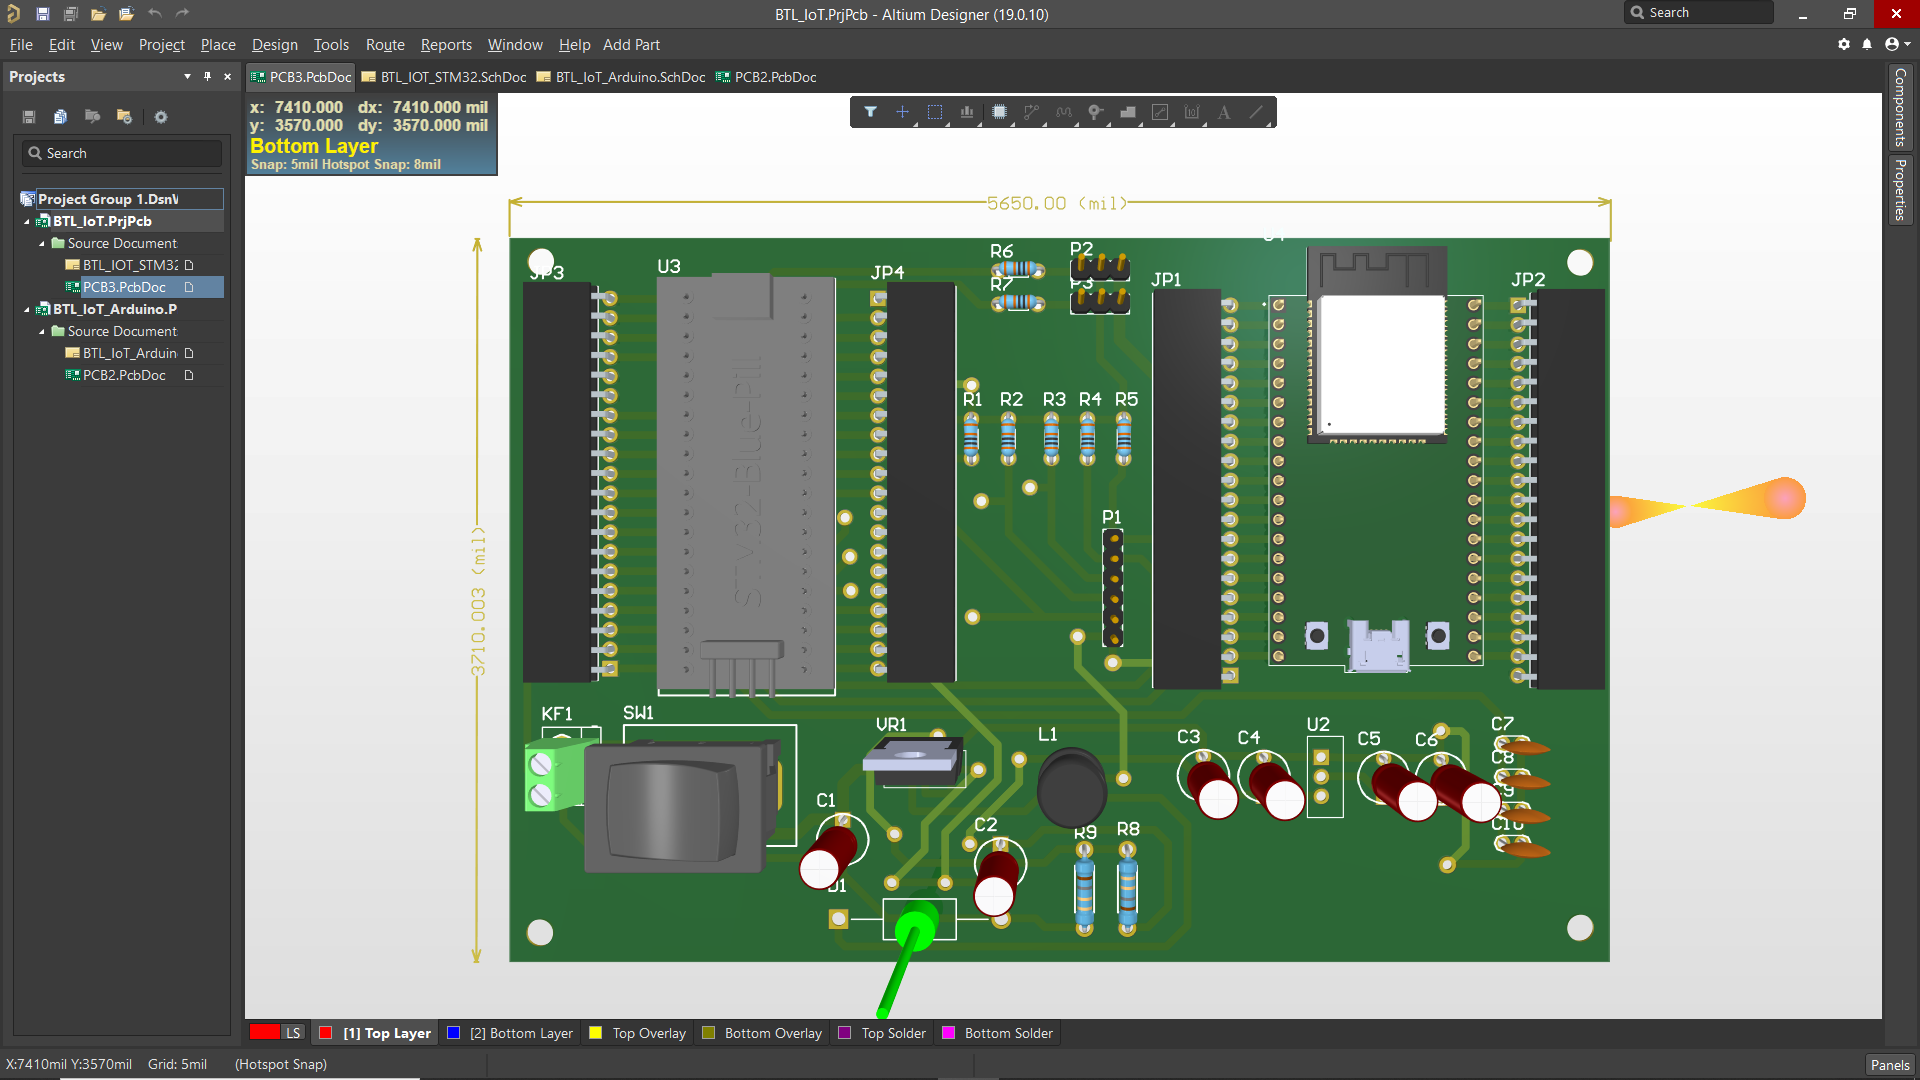 BTL_IoT.PrjPcb - Altium Designer (19.0.10)
Search
File Edit View Project Place Design Tools Route Reports Window Help Add Part
Projects
PCB3.PcbDoc BTL_IOT_STM32.SchDoc BTL_IoT_Arduino.SchDoc PCB2.PcbDoc
Components
Properties
x: 7410.000 dx: 7410.000 mil
y: 3570.000 dy: 3570.000 mil
Bottom Layer
Snap: 5mil Hotspot Snap: 8mil
Search
Project Group 1.Dsn
BTL_IoT.PrjPcb
Source Document
BTL_IOT_STM32
PCB3.PcbDoc
BTL_IoT_Arduino.P
Source Document
BTL_IoT_Arduin
PCB2.PcbDoc
5650.00 (mil)
3710.003 (mil)
JP3
U3
JP4
R6
R7
P2
P3
JP1
JP2
STM32-Blue-pill
R1 R2 R3 R4 R5
P1
KF1
SW1
VR1
L1
C3
C4
U2
C5
C6
C7
C8
C9
C10
C1
C2
R9
R8
D1
LS [1] Top Layer [2] Bottom Layer Top Overlay Bottom Overlay Top Solder Bottom Solder
X:7410mil Y:3570mil Grid: 5mil (Hotspot Snap)
Panels